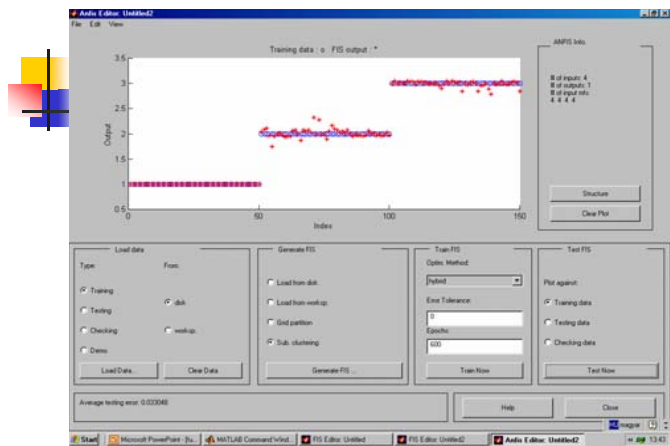 Anfis Editor: Untitled2
File Edit View
Training data : o FIS output : *
ANFIS Info.
# of inputs: 4
# of outputs: 1
# of input mfs:
4 4 4 4
Structure
Clear Plot
3.5
3
2.5
2
1.5
1
0.5
Output
0 50 100 150
Index
Load data
Type: From:
Training
Testing
Checking
Demo
disk
worksp.
Load Data... Clear Data
Generate FIS
Load from disk
Load from worksp.
Grid partition
Sub. clustering
Generate FIS ...
Train FIS
Optim. Method:
hybrid
Error Tolerance:
0
Epochs:
600
Train Now
Test FIS
Plot against:
Training data
Testing data
Checking data
Test Now
Average testing error: 0.033048
Help Close
magyar
Start Microsoft PowerPoint - [fu... MATLAB Command Wind... FIS Editor: Untitled FIS Editor: Untitled2 Anfis Editor: Untitled2 13:43